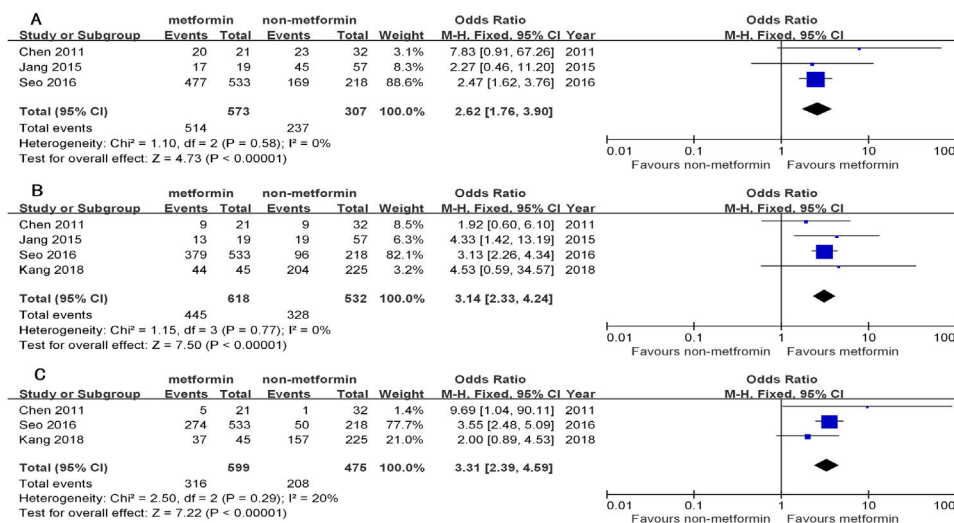 A
metformin non-metformin Odds Ratio Odds Ratio
Study or Subgroup Events Total Events Total Weight M-H. Fixed. 95% CI Year M-H. Fixed. 95% CI
Chen 2011 20 21 23 32 3.1% 7.83 [0.91, 67.26] 2011
Jang 2015 17 19 45 57 8.3% 2.27 [0.46, 11.20] 2015
Seo 2016 477 533 169 218 88.6% 2.47 [1.62, 3.76] 2016
Total (95% CI) 573 307 100.0% 2.62 [1.76, 3.90]
Total events 514 237
Heterogeneity: Chi² = 1.10, df = 2 (P = 0.58); I² = 0%
Test for overall effect: Z = 4.73 (P < 0.00001)
0.01 0.1 1 10 100
Favours non-metformin Favours metformin
B
metformin non-metformin Odds Ratio Odds Ratio
Study or Subgroup Events Total Events Total Weight M-H. Fixed. 95% CI Year M-H. Fixed. 95% CI
Chen 2011 9 21 9 32 8.5% 1.92 [0.60, 6.10] 2011
Jang 2015 13 19 19 57 6.3% 4.33 [1.42, 13.19] 2015
Seo 2016 379 533 96 218 82.1% 3.13 [2.26, 4.34] 2016
Kang 2018 44 45 204 225 3.2% 4.53 [0.59, 34.57] 2018
Total (95% CI) 618 532 100.0% 3.14 [2.33, 4.24]
Total events 445 328
Heterogeneity: Chi² = 1.15, df = 3 (P = 0.77); I² = 0%
Test for overall effect: Z = 7.50 (P < 0.00001)
0.01 0.1 1 10 100
Favours non-metfromin Favours metformin
C
metformin non-metformin Odds Ratio Odds Ratio
Study or Subgroup Events Total Events Total Weight M-H. Fixed. 95% CI Year M-H. Fixed. 95% CI
Chen 2011 5 21 1 32 1.4% 9.69 [1.04, 90.11] 2011
Seo 2016 274 533 50 218 77.7% 3.55 [2.48, 5.09] 2016
Kang 2018 37 45 157 225 21.0% 2.00 [0.89, 4.53] 2018
Total (95% CI) 599 475 100.0% 3.31 [2.39, 4.59]
Total events 316 208
Heterogeneity: Chi² = 2.50, df = 2 (P = 0.29); I² = 20%
Test for overall effect: Z = 7.22 (P < 0.00001)
0.01 0.1 1 10 100
Favours non-metformin Favours metformin